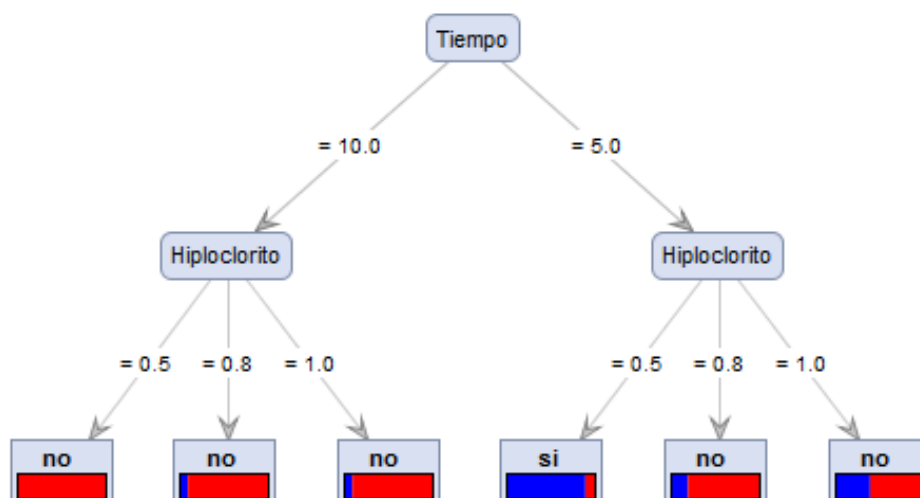 Tiempo
= 10.0 = 5.0
Hiploclorito Hiploclorito
= 0.5 = 0.8 = 1.0 = 0.5 = 0.8 = 1.0
no no no si no no